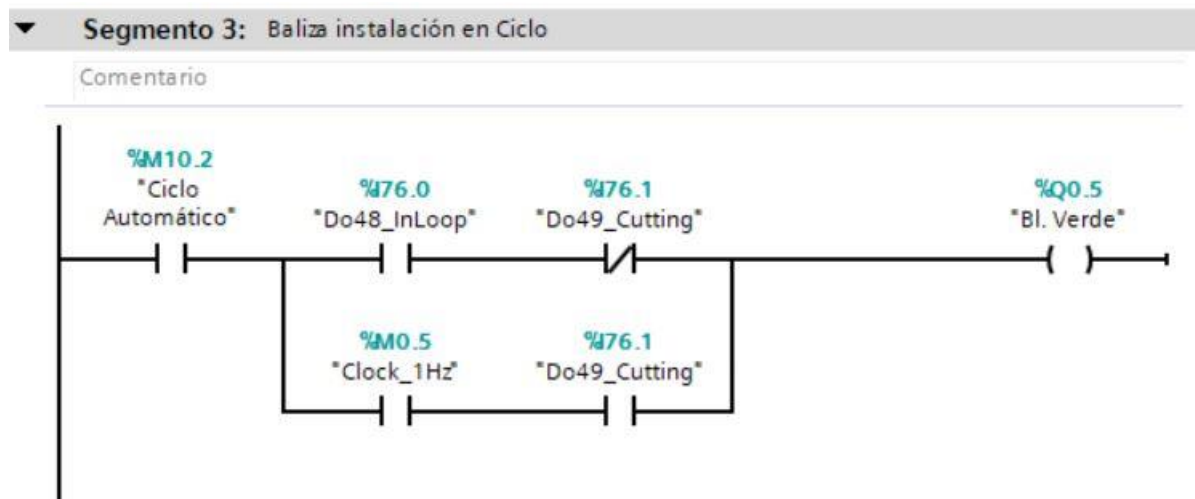 Segmento 3: Baliza instalación en Ciclo
Comentario
%M10.2
"Ciclo
Automático"
%I76.0
"Do48_InLoop"
%I76.1
"Do49_Cutting"
%Q0.5
"Bl. Verde"
%M0.5
"Clock_1Hz"
%I76.1
"Do49_Cutting"